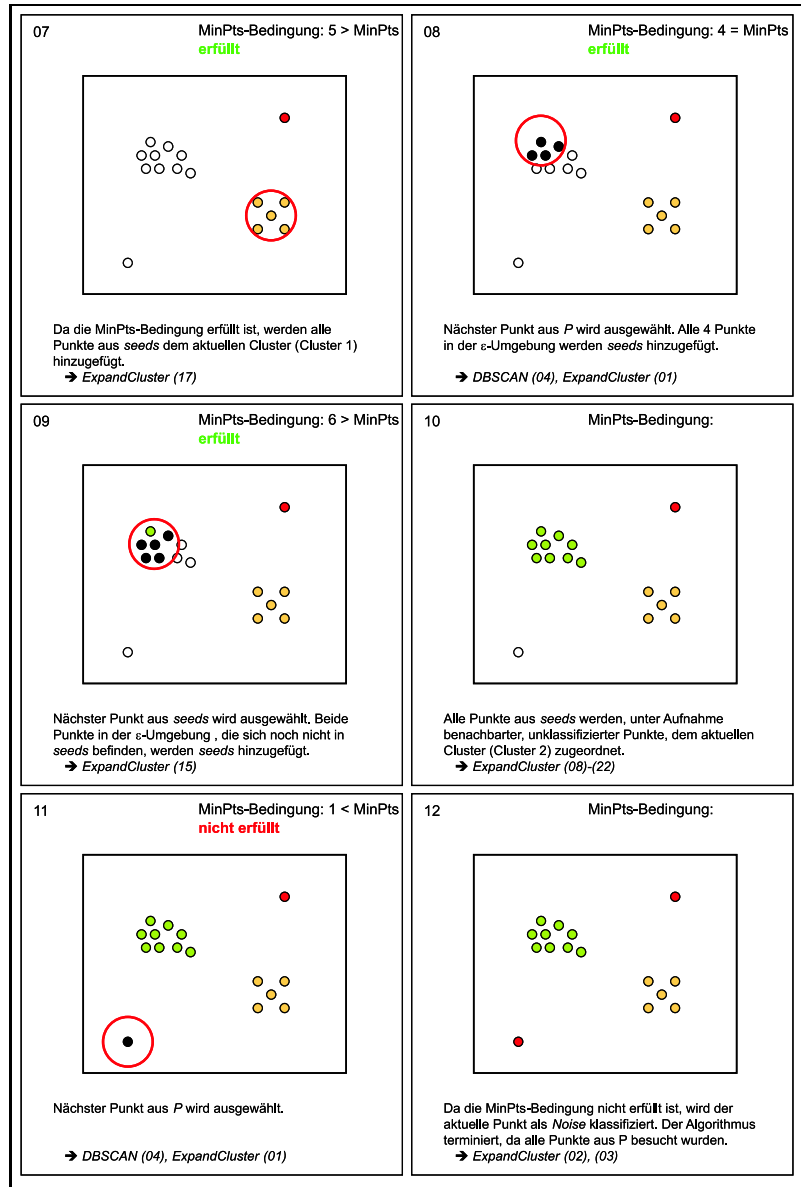 07 MinPts-Bedingung: 5 > MinPts
erfüllt
Da die MinPts-Bedingung erfüllt ist, werden alle
Punkte aus seeds dem aktuellen Cluster (Cluster 1)
hinzugefügt.
➔ ExpandCluster (17)
08 MinPts-Bedingung: 4 = MinPts
erfüllt
Nächster Punkt aus P wird ausgewählt. Alle 4 Punkte
in der ε-Umgebung werden seeds hinzugefügt.
➔ DBSCAN (04), ExpandCluster (01)
09 MinPts-Bedingung: 6 > MinPts
erfüllt
Nächster Punkt aus seeds wird ausgewählt. Beide
Punkte in der ε-Umgebung , die sich noch nicht in
seeds befinden, werden seeds hinzugefügt.
➔ ExpandCluster (15)
10 MinPts-Bedingung:
Alle Punkte aus seeds werden, unter Aufnahme
benachbarter, unklassifizierter Punkte, dem aktuellen
Cluster (Cluster 2) zugeordnet.
➔ ExpandCluster (08)-(22)
11 MinPts-Bedingung: 1 < MinPts
nicht erfüllt
Nächster Punkt aus P wird ausgewählt.
➔ DBSCAN (04), ExpandCluster (01)
12 MinPts-Bedingung:
Da die MinPts-Bedingung nicht erfüllt ist, wird der
aktuelle Punkt als Noise klassifiziert. Der Algorithmus
terminiert, da alle Punkte aus P besucht wurden.
➔ ExpandCluster (02), (03)